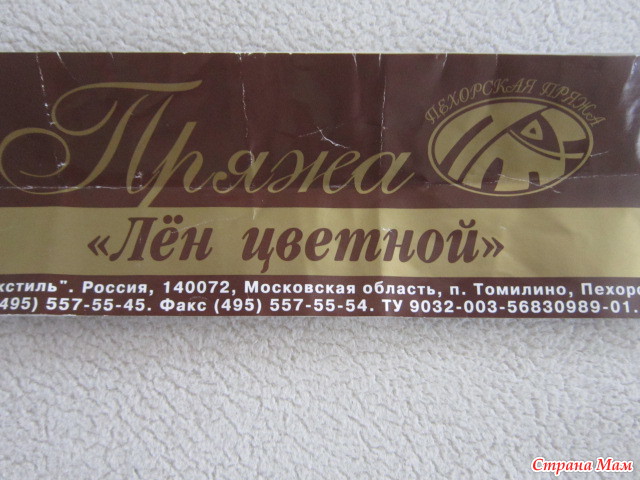 ПЕХОРСКАЯ ПРЯЖА
Пряжа
«Лён цветной»
кстиль". Россия, 140072, Московская область, п. Томилино, Пехоро
495) 557-55-45. Факс (495) 557-55-54. ТУ 9032-003-56830989-01.
Страна Мам